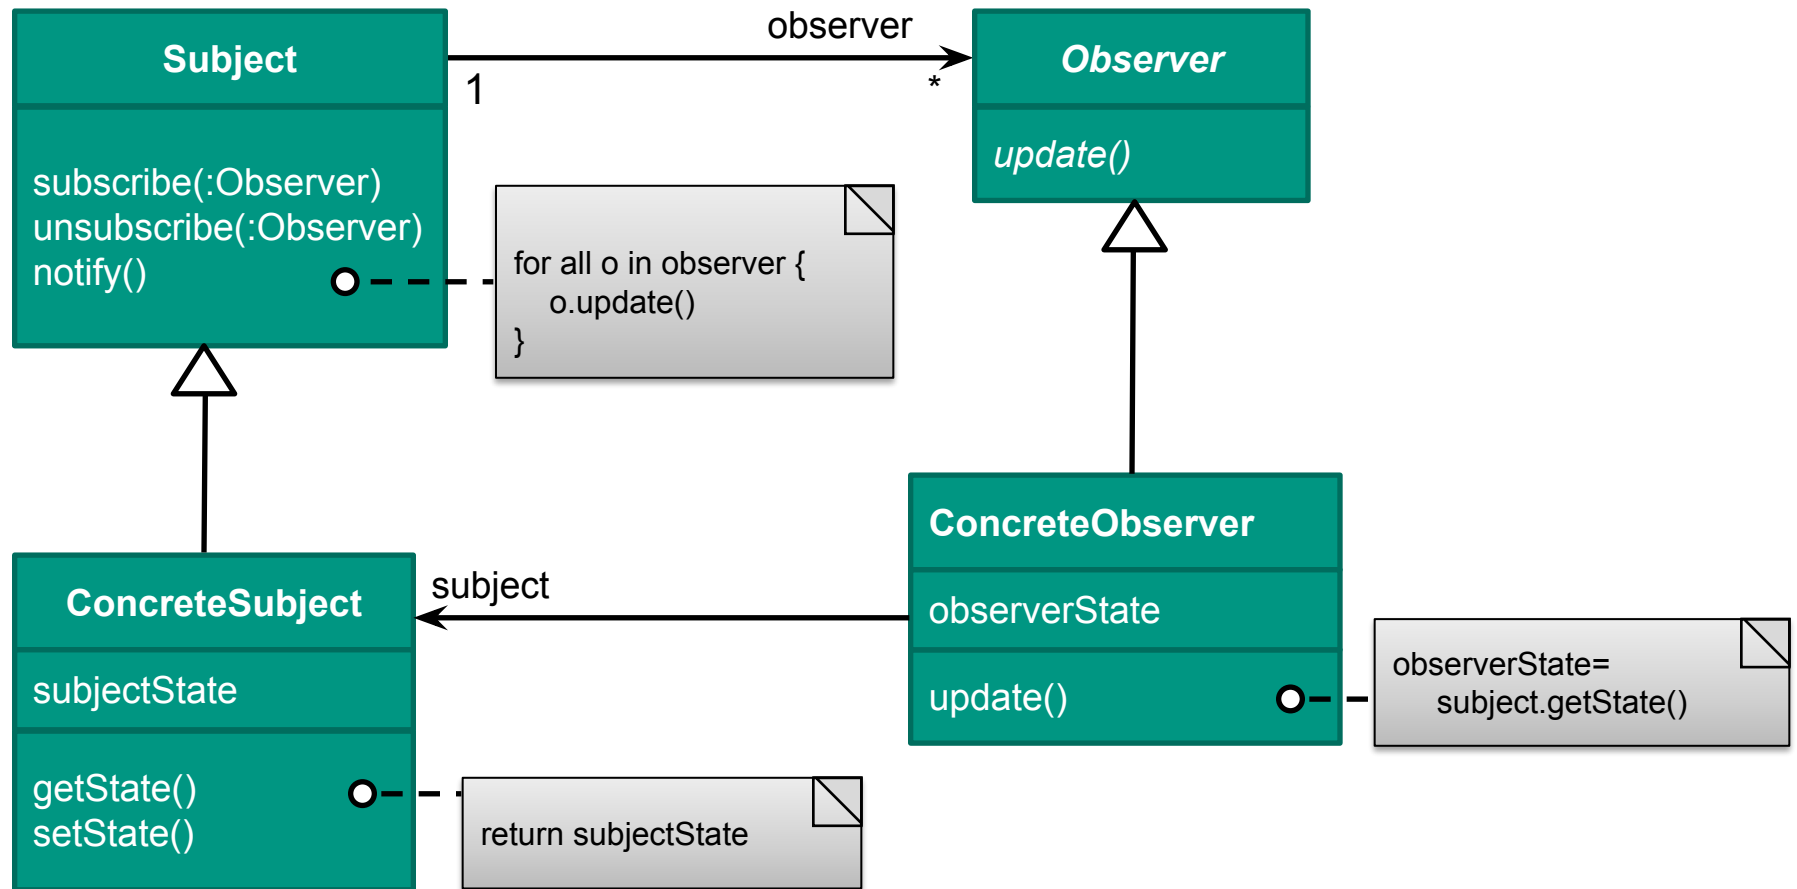 Subject
subscribe(:Observer)
unsubscribe(:Observer)
notify()
observer
1
*
Observer
update()
for all o in observer {
o.update()
}
ConcreteSubject
subjectState
getState()
setState()
subject
return subjectState
ConcreteObserver
observerState
update()
observerState=
subject.getState()